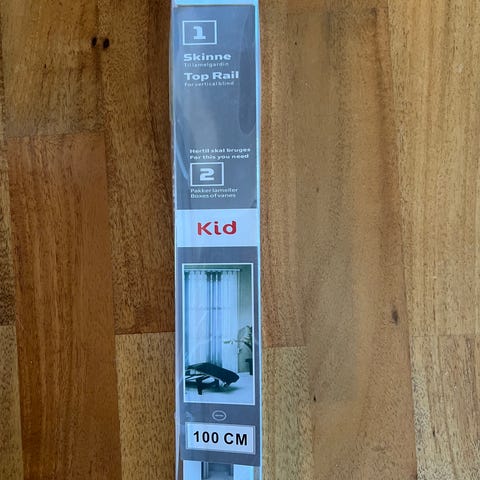 1
Skinne
Til lamelgardin
Top Rail
For vertical blind
Hertil skal bruges
For this you need
2
Pakker lameller
Boxes of vanes
Kid
100 CM